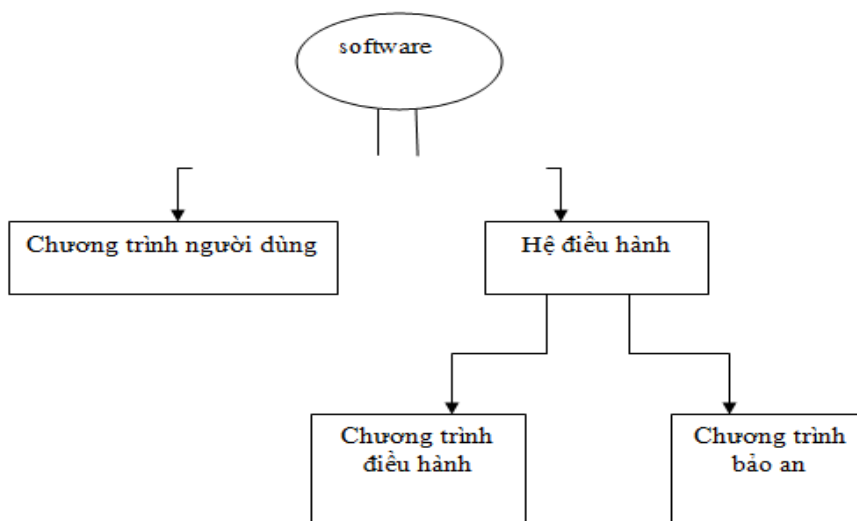 software
Chương trình người dùng
Hệ điều hành
Chương trình
điều hành
Chương trình
bảo an